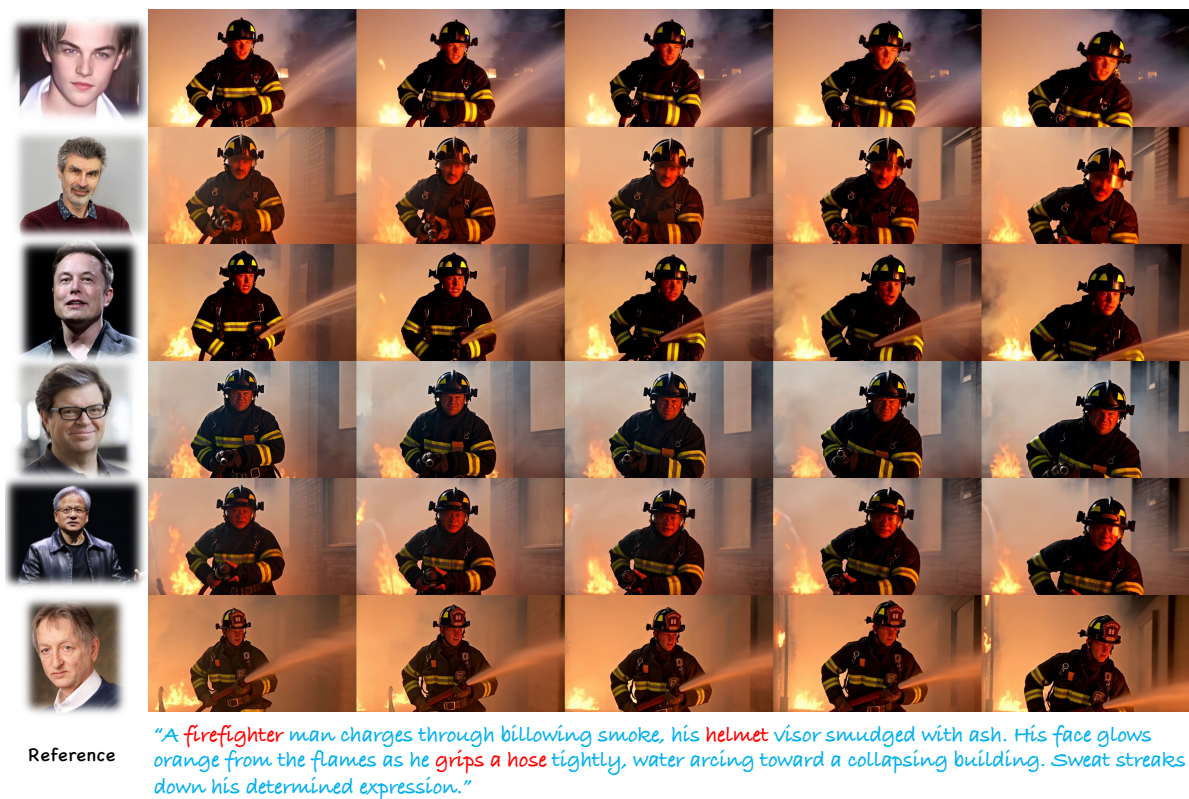 “A firefighter man charges through billowing smoke, his helmet visor smudged with ash. His face glows
Reference
orange from the flames as he grips a hose tightly, water arcing toward a collapsing building. Sweat streaks
down his determined expression.”